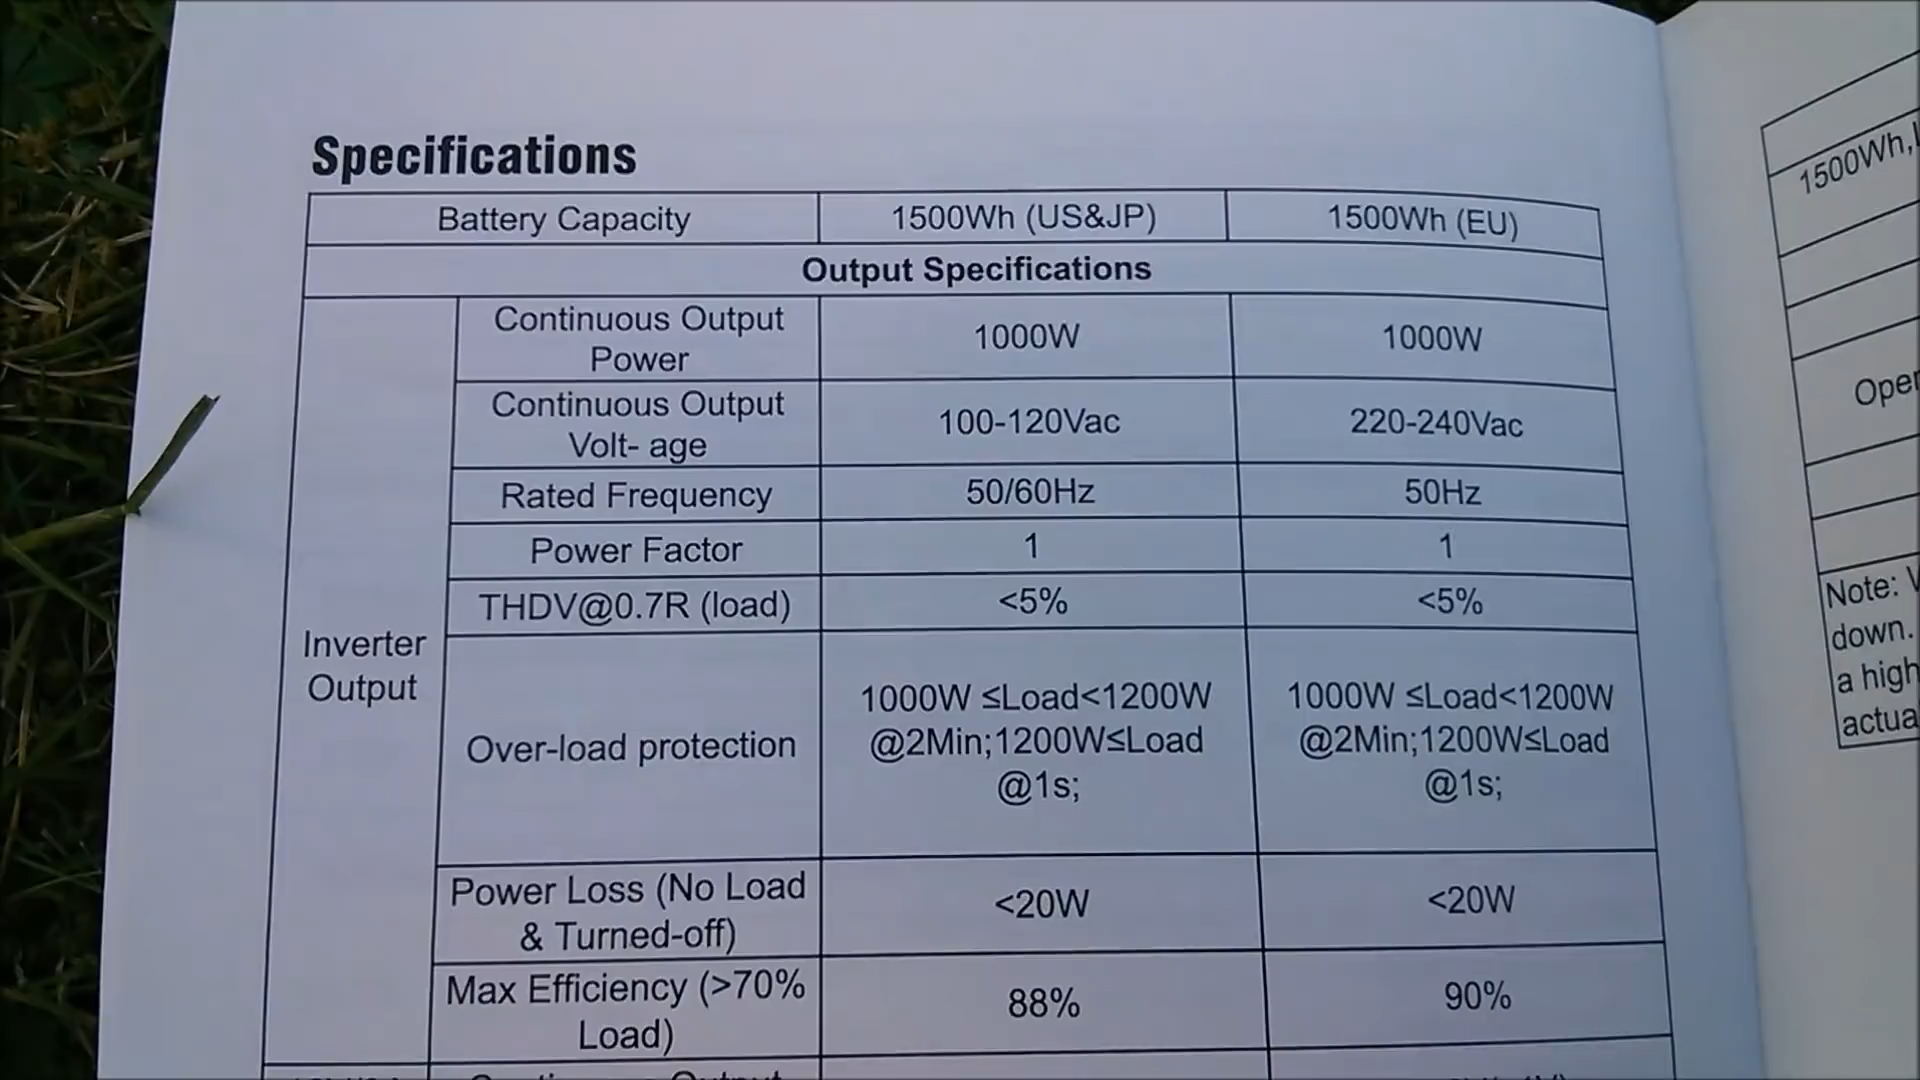 Specifications
Battery Capacity 1500Wh (US&JP) 1500Wh (EU)
Output Specifications
Inverter
Output
Continuous Output
Power
1000W 1000W
Continuous Output
Volt- age
100-120Vac 220-240Vac
Rated Frequency 50/60Hz 50Hz
Power Factor 1 1
THDV@0.7R (load) <5% <5%
Over-load protection
1000W ≤Load<1200W
@2Min;1200W≤Load
@1s;
1000W ≤Load<1200W
@2Min;1200W≤Load
@1s;
Power Loss (No Load
& Turned-off)
<20W <20W
Max Efficiency (>70%
Load)
88% 90%
1500Wh,
Note:
down.
a high